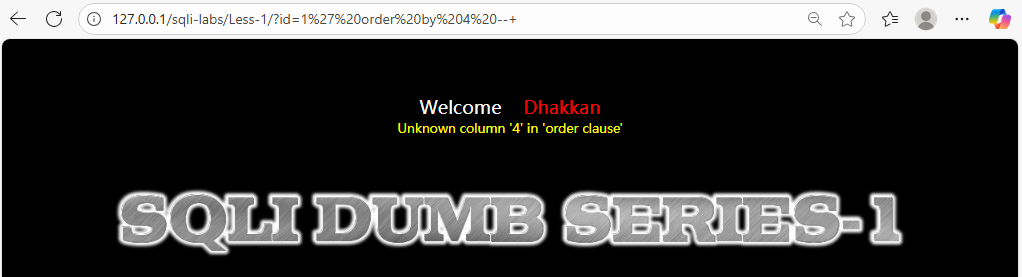 127.0.0.1/sqli-labs/Less-1/?id=1%27%20order%20by%204%20--+
Welcome Dhakkan
Unknown column '4' in 'order clause'
SQLI DUMB SERIES-1